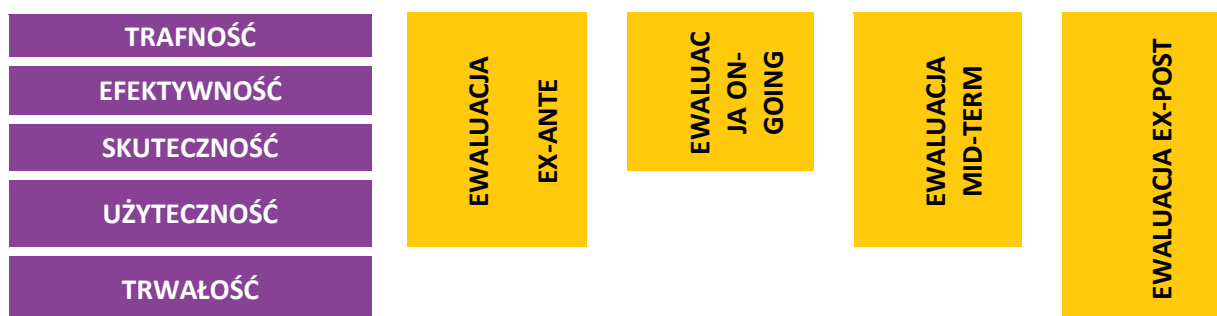 TRAFNOŚĆ
EFEKTYWNOŚĆ
SKUTECZNOŚĆ
UŻYTECZNOŚĆ
TRWAŁOŚĆ
EWALUACJA
EX-ANTE
EWALUAC
JA ON-
GOING
EWALUACJA
MID-TERM
EWALUACJA EX-POST